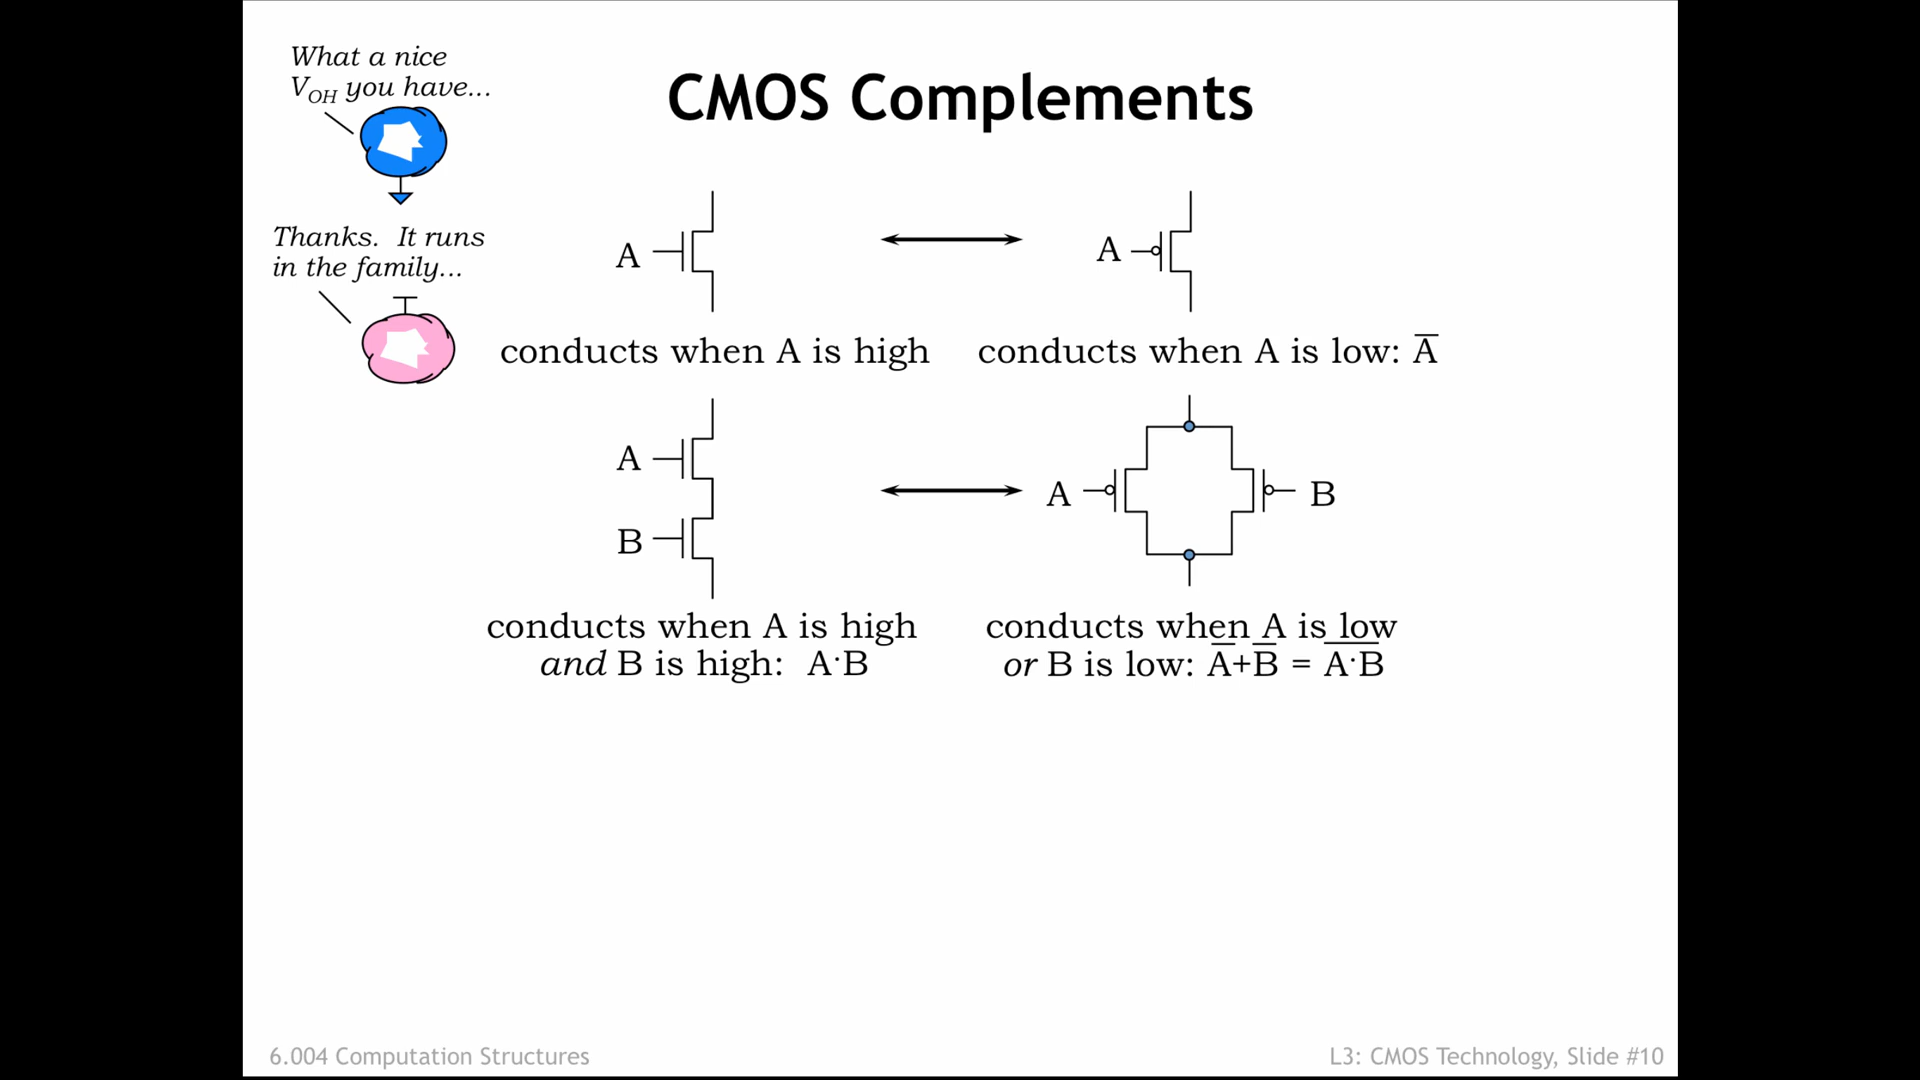 What a nice
V_OH you have...
CMOS Complements
Thanks. It runs
in the family...
A
A
conducts when A is high
conducts when A is low: A̅
A
B
A
B
conducts when A is high
and B is high: A·B
conducts when A is low
or B is low: A̅+B̅ = A̅·̅B̅
6.004 Computation Structures
L3: CMOS Technology, Slide #10